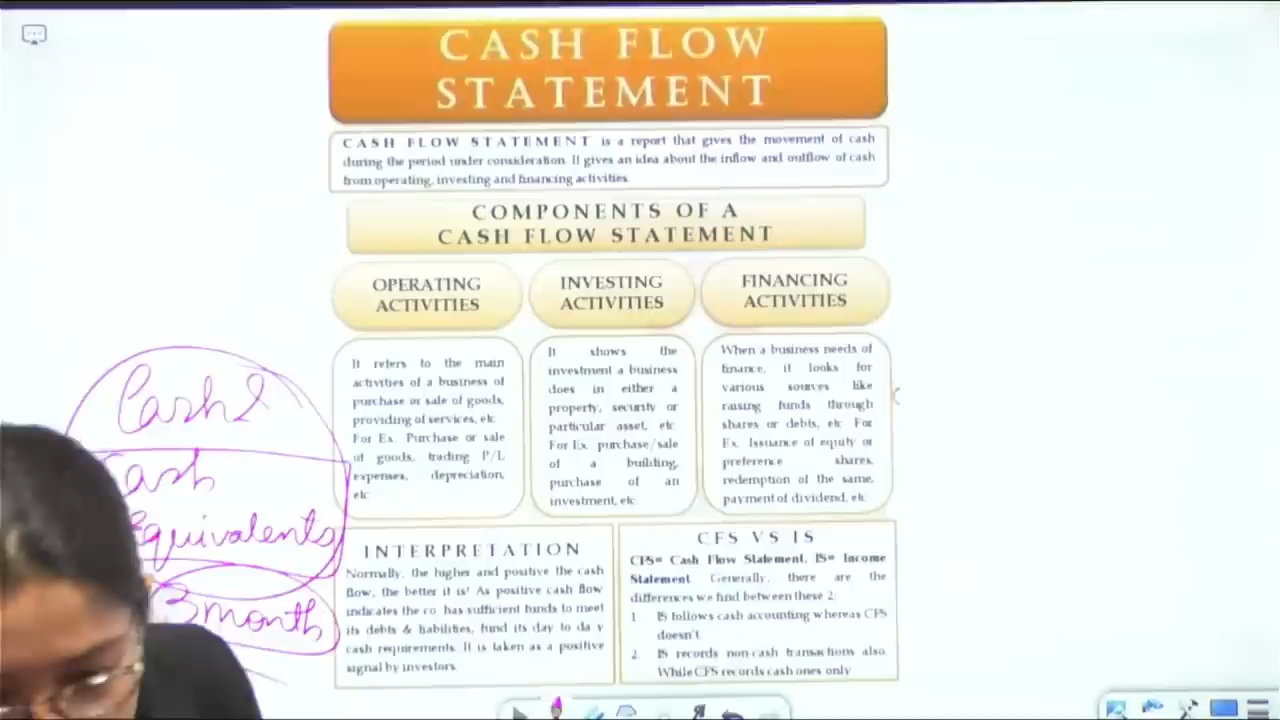 CASH FLOW
STATEMENT
CASH FLOW STATEMENT is a report that gives the movement of cash
during the period under consideration. It gives an idea about the inflow and outflow of cash
from operating, investing and financing activities.
COMPONENTS OF A
CASH FLOW STATEMENT
OPERATING
ACTIVITIES
It refers to the main
activities of a business of
purchase or sale of goods,
providing of services, etc
For Ex. Purchase or sale
of goods, trading P/L
expenses, depreciation,
etc
INVESTING
ACTIVITIES
It shows the
investment a business
does in either a
property, security or
particular asset, etc
For Ex. purchase/sale
of a building,
purchase of an
investment, etc
FINANCING
ACTIVITIES
When a business needs of
finance, it looks for
various sources like
raising funds through
shares or debts, etc For
Ex. Issuance of equity or
preference shares,
redemption of the same,
payment of dividend, etc
Cash &
Cash
Equivalents
3 month
INTERPRETATION
Normally, the higher and positive the cash
flow, the better it is! As positive cash flow
indicates the co. has sufficient funds to meet
its debts & liabilities, fund its day to da y
cash requirements. It is taken as a positive
signal by investors.
CFS VS IS
CFS= Cash Flow Statement, IS= Income
Statement. Generally, there are the
differences we find between these 2:
1. IS follows cash accounting whereas CFS
doesn't
2. IS records non-cash transactions also.
While CFS records cash ones only